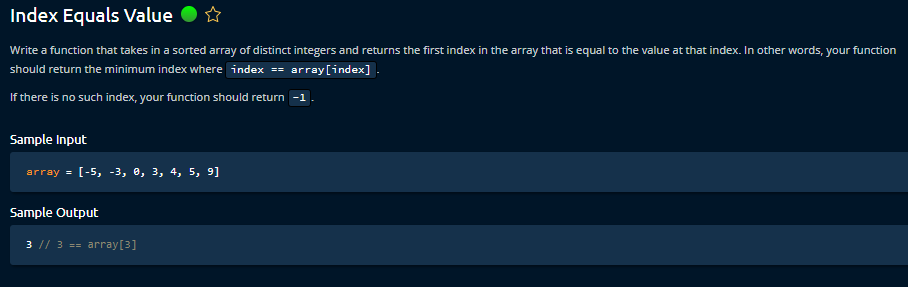 Index Equals Value
Write a function that takes in a sorted array of distinct integers and returns the first index in the array that is equal to the value at that index. In other words, your function
should return the minimum index where index == array[index] .
If there is no such index, your function should return -1 .
Sample Input
array = [-5, -3, 0, 3, 4, 5, 9]
Sample Output
3 // 3 == array[3]